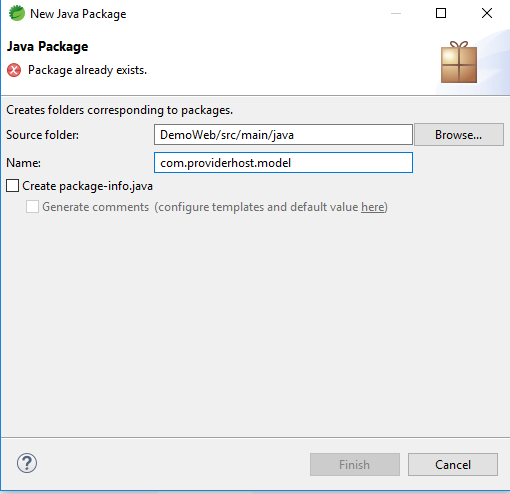 New Java Package
Java Package
Package already exists.
Creates folders corresponding to packages.
Source folder: DemoWeb/src/main/java Browse...
Name: com.providerhost.model
Create package-info.java
Generate comments (configure templates and default value here)
? Finish Cancel